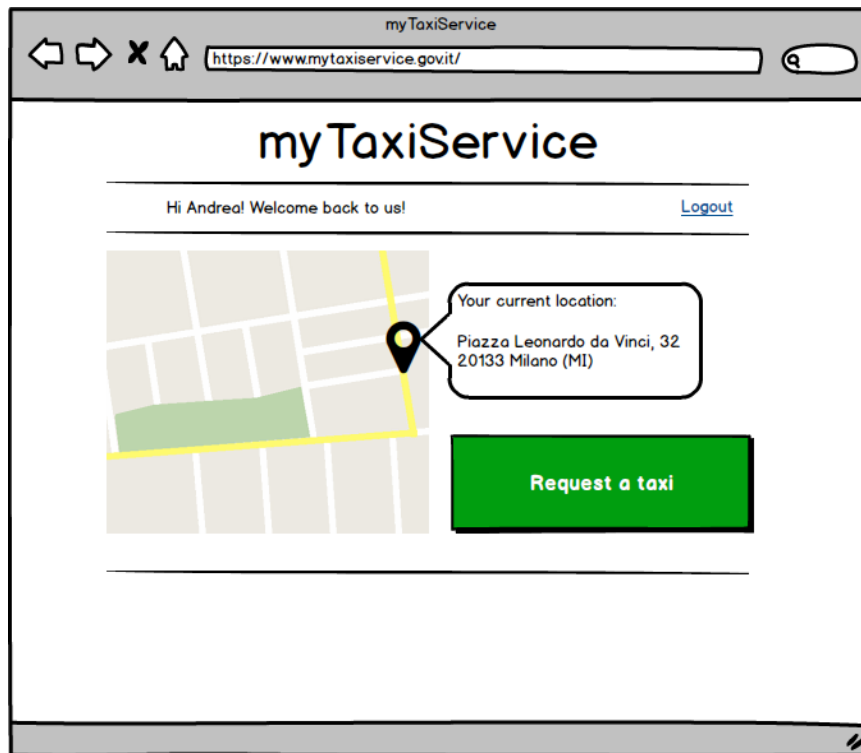 myTaxiService
https://www.mytaxiservice.gov.it/
myTaxiService
Hi Andrea! Welcome back to us!
Logout
Your current location:
Piazza Leonardo da Vinci, 32
20133 Milano (MI)
Request a taxi